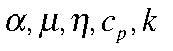 α, μ, η, c_p, k